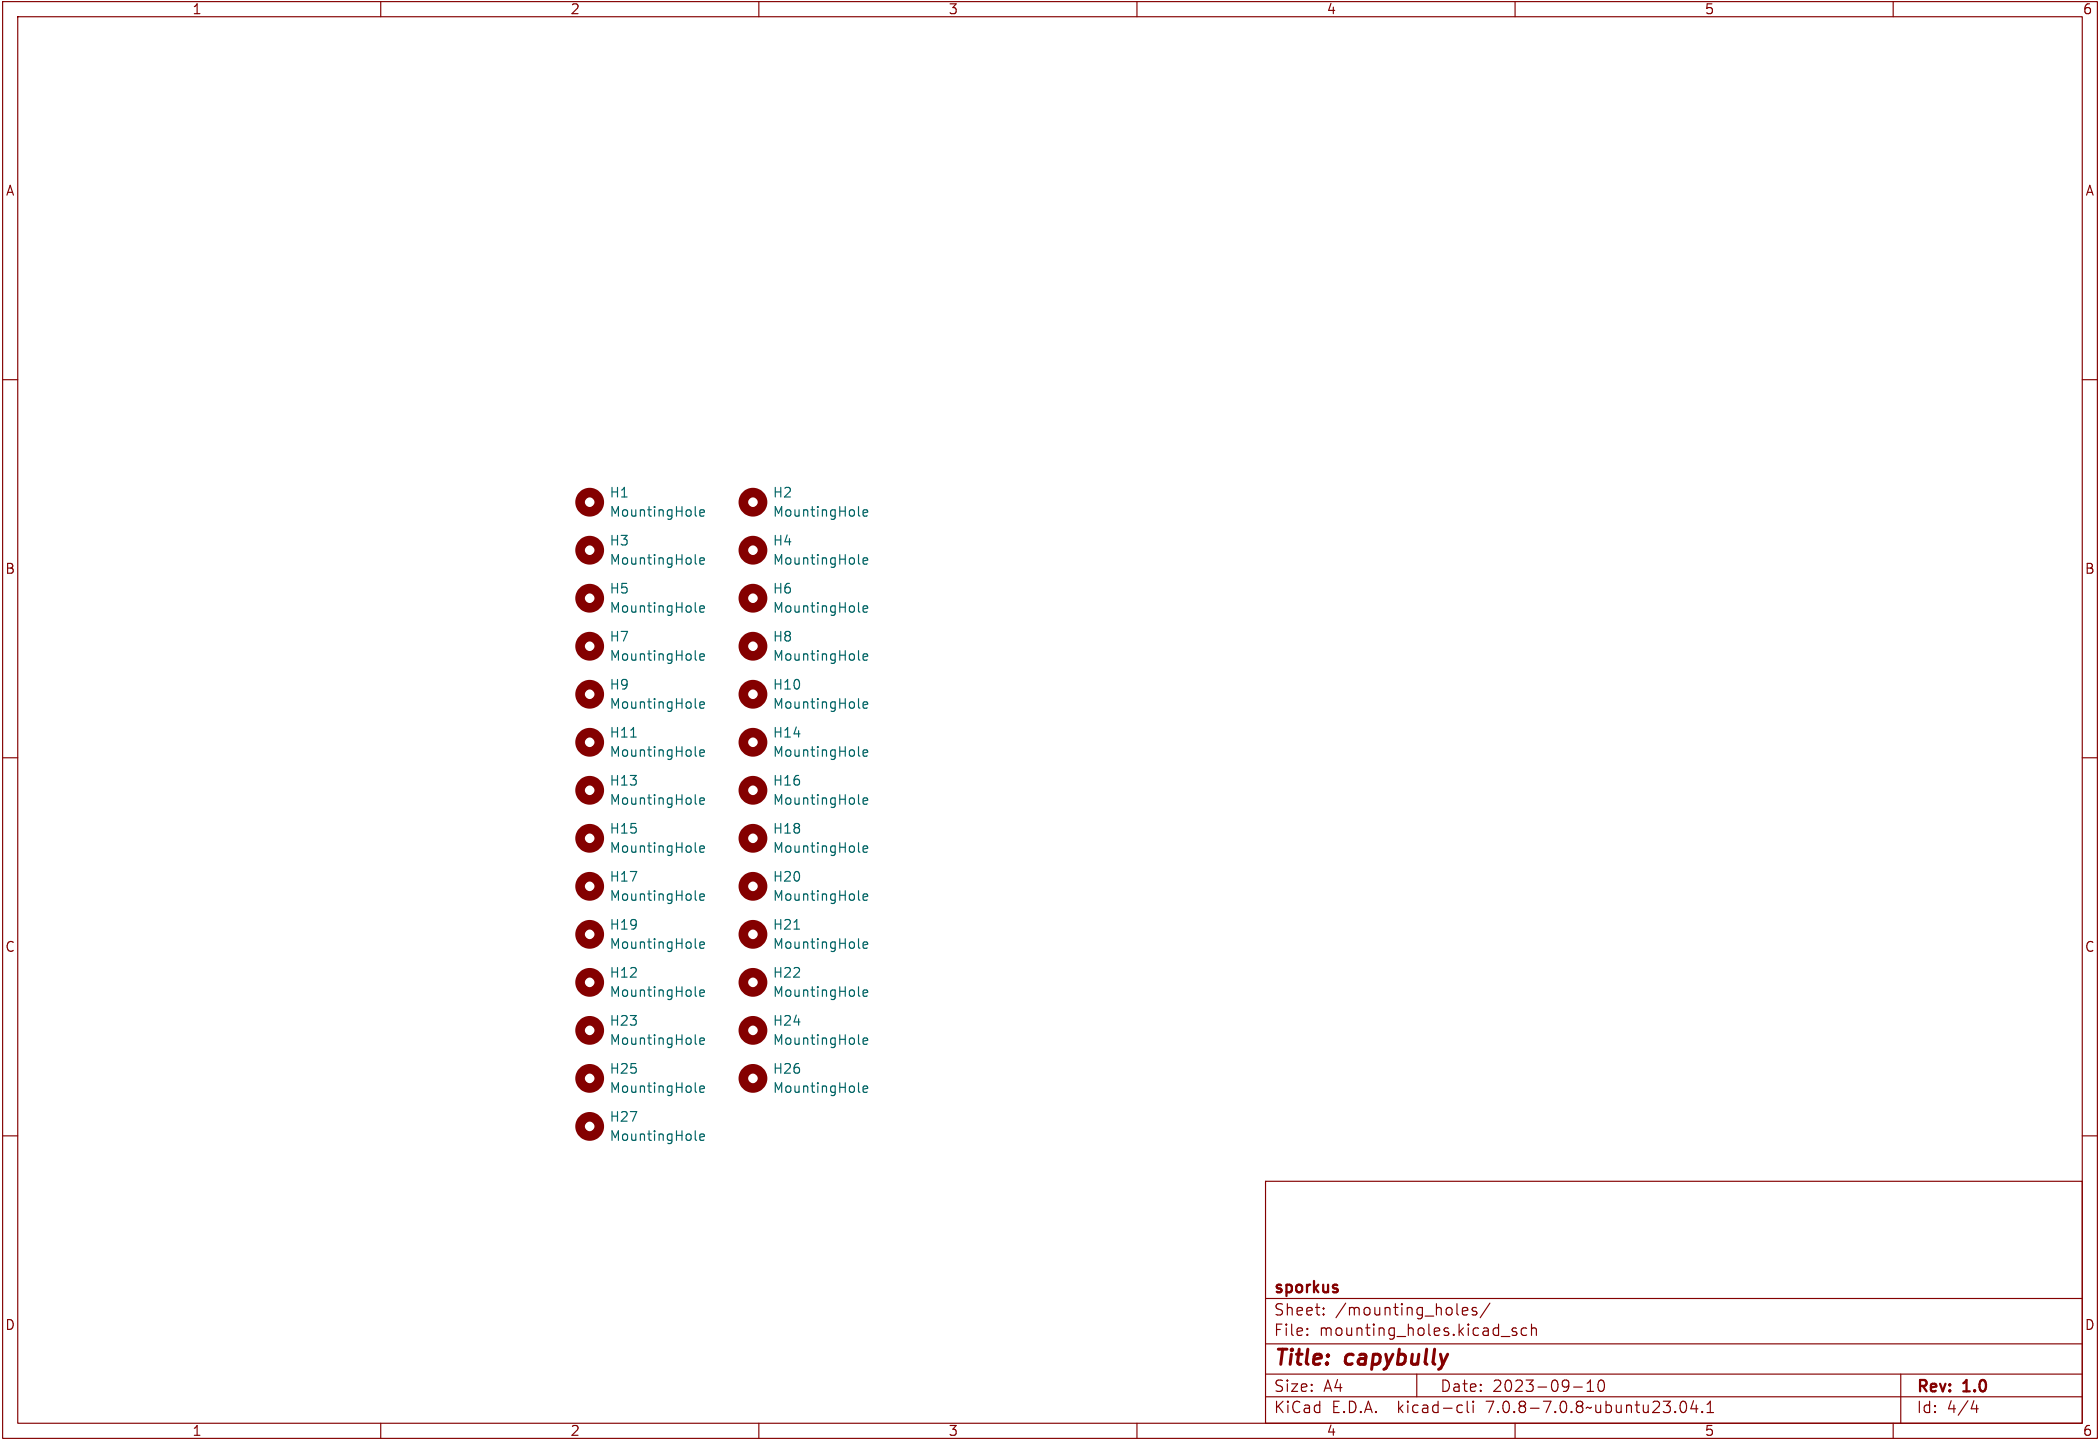 1 2 3 4 5 6
A A
H1 H2
MountingHole MountingHole
H3 H4
MountingHole MountingHole
B B
H5 H6
MountingHole MountingHole
H7 H8
MountingHole MountingHole
H9 H10
MountingHole MountingHole
H11 H14
MountingHole MountingHole
H13 H16
MountingHole MountingHole
H15 H18
MountingHole MountingHole
H17 H20
MountingHole MountingHole
H19 H21
MountingHole MountingHole
C C
H12 H22
MountingHole MountingHole
H23 H24
MountingHole MountingHole
H25 H26
MountingHole MountingHole
H27
MountingHole
sporkus
Sheet: /mounting_holes/
File: mounting_holes.kicad_sch
D D
Title: capybully
Size: A4 Date: 2023-09-10 Rev: 1.0
KiCad E.D.A. kicad-cli 7.0.8-7.0.8~ubuntu23.04.1 Id: 4/4
1 2 3 4 5 6